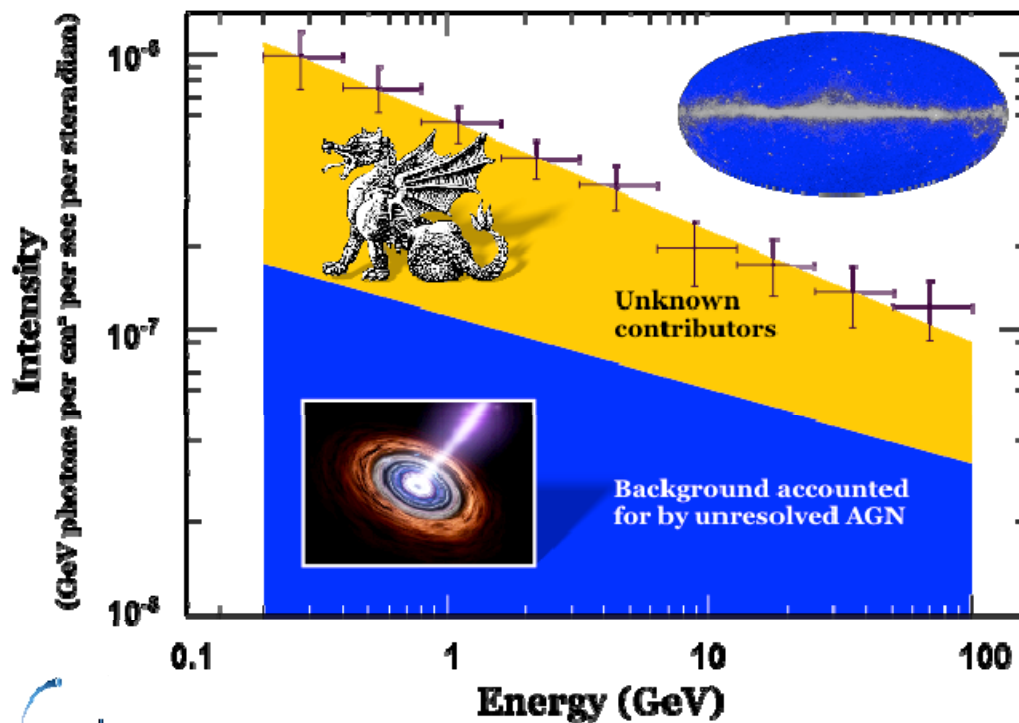 Intensity
(GeV photons per cm² per sec per steradian)
10⁻⁶
10⁻⁷
10⁻⁸
Unknown
contributors
Background accounted
for by unresolved AGN
0.1
1
10
100
Energy (GeV)